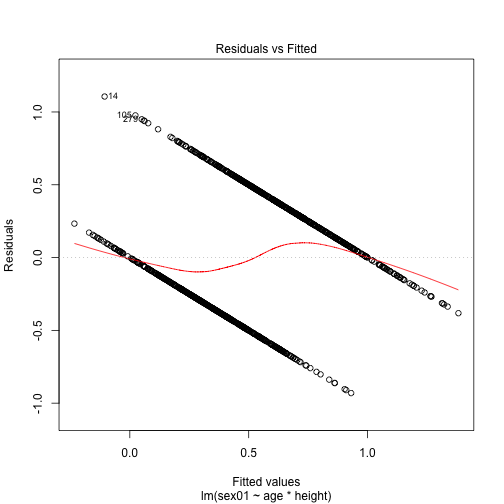 Residuals vs Fitted
Residuals
1.0
0.5
0.0
-0.5
-1.0
14
105
279
0.0
0.5
1.0
Fitted values
lm(sex01 ~ age * height)